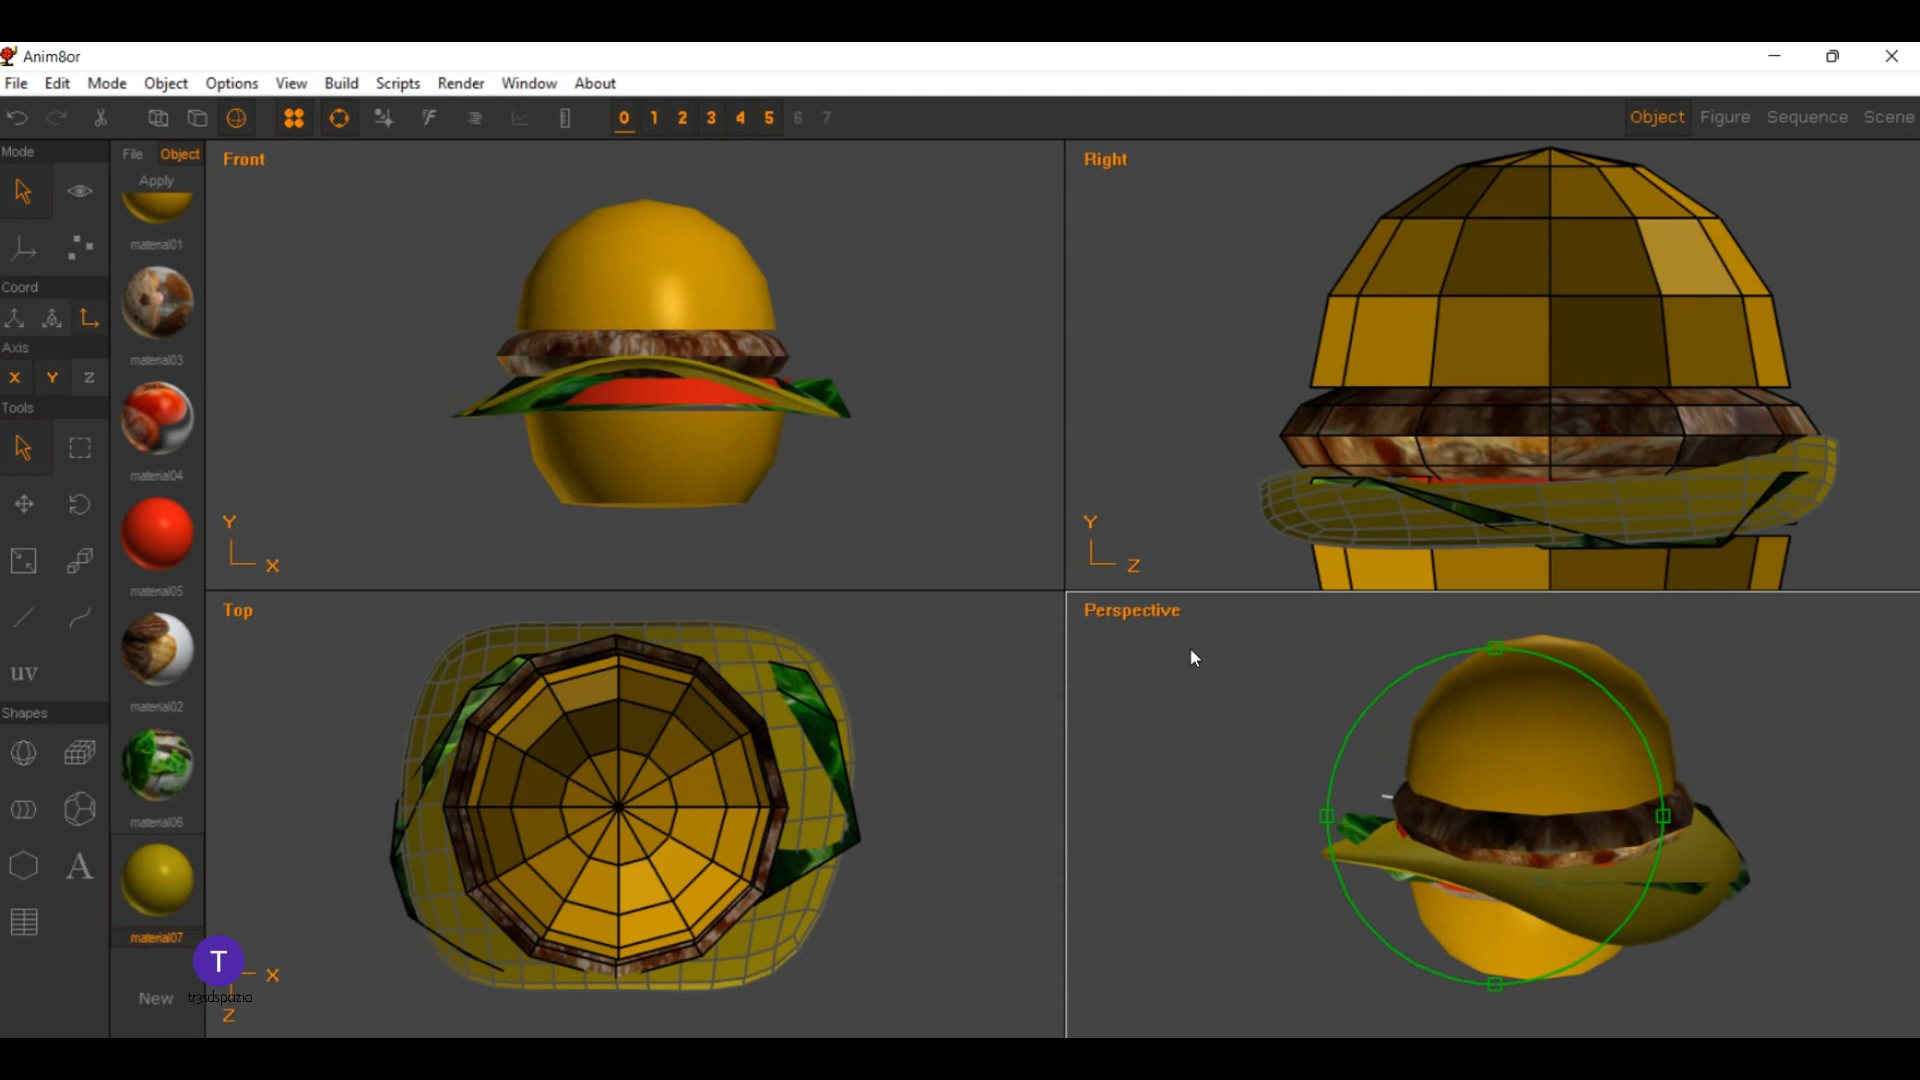 Anim8or
File Edit Mode Object Options View Build Scripts Render Window About
0 1 2 3 4 5 6 7
Object Figure Sequence Scene
Mode
Coord
Axis
X Y Z
Tools
uv
Shapes
A
File Object
Apply
material01
material03
material04
material05
material02
material06
material07
New
Front
Y
X
Right
Y
Z
Top
X
Z
Perspective
T
tr3sdspazio